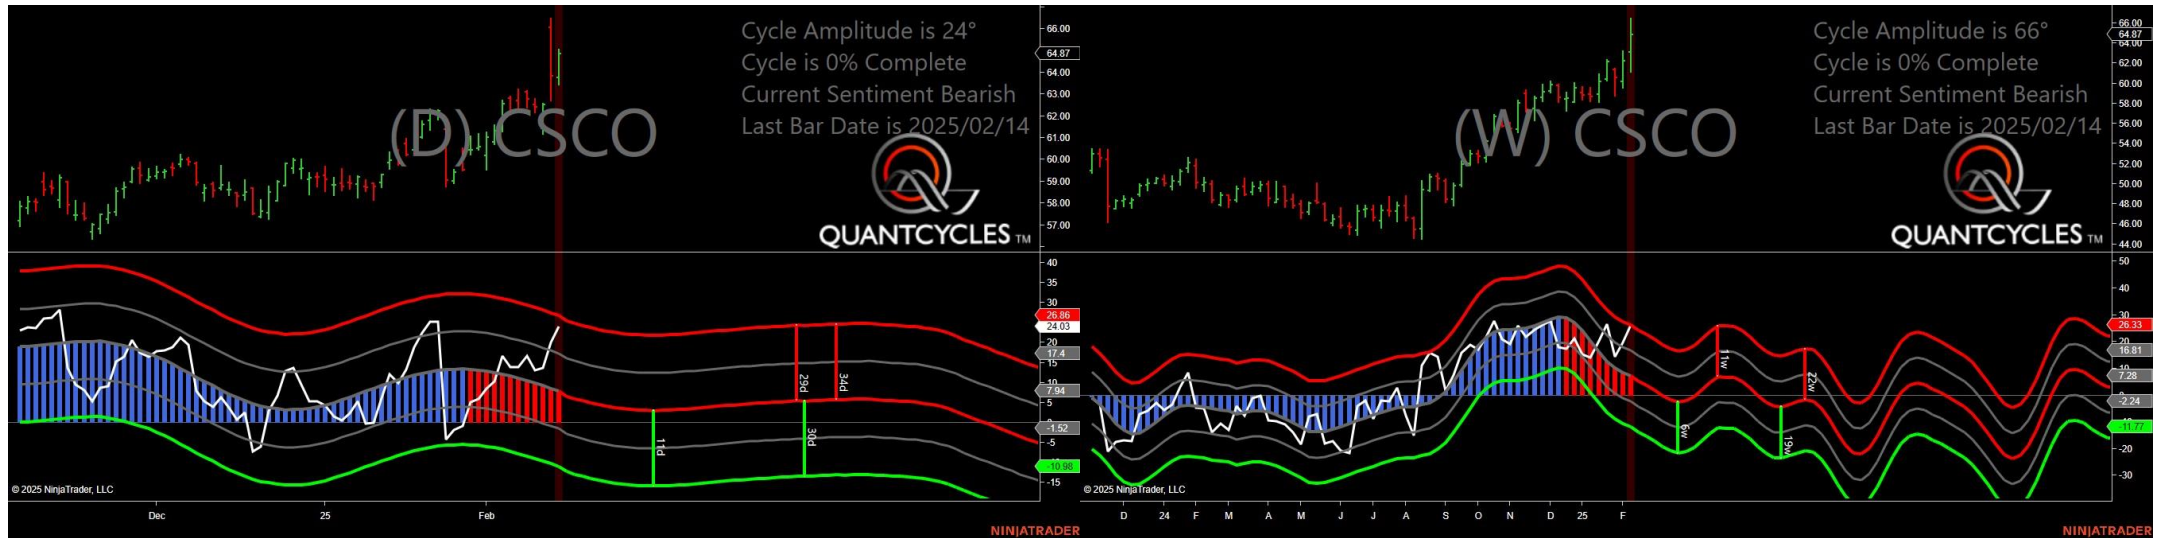 Cycle Amplitude is 24°
Cycle is 0% Complete
Current Sentiment Bearish
Last Bar Date is 2025/02/14
(D) CSCO
QUANTCYCLES TM
66.00
64.87
64.00
63.00
62.00
61.00
60.00
59.00
58.00
57.00
40
35
30
26.86
24.03
17.4
15
10
7.94
5
-1.52
-5
-10.98
-15
29d
34d
11d
30d
© 2025 NinjaTrader, LLC
Dec
25
Feb
NINJATRADER
Cycle Amplitude is 66°
Cycle is 0% Complete
Current Sentiment Bearish
Last Bar Date is 2025/02/14
(W) CSCO
QUANTCYCLES TM
66.00
64.87
64.00
62.00
60.00
58.00
56.00
54.00
52.00
50.00
48.00
46.00
44.00
50
40
30
26.33
20
16.81
7.28
-2.24
-11.77
-20
-30
11w
22w
6w
19w
© 2025 NinjaTrader, LLC
D 24 F M A M J J A S O N D 25 F
NINJATRADER